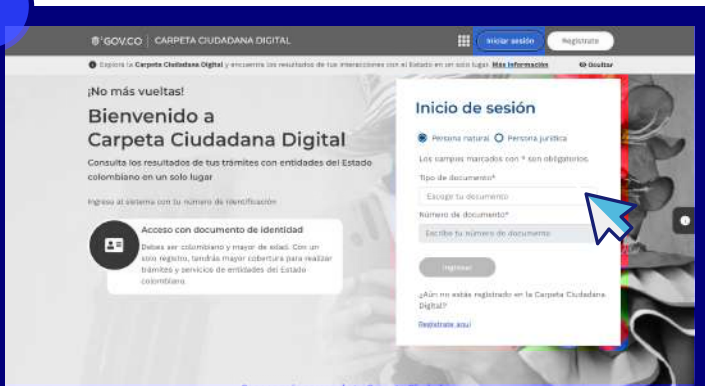 GOV.CO | CARPETA CIUDADANA DIGITAL
Iniciar sesión
Regístrate
Explora la Carpeta Ciudadana Digital y encuentra los resultados de tus interacciones con el Estado en un solo lugar. Más información
Ocultar
¡No más vueltas!
Bienvenido a
Carpeta Ciudadana Digital
Consulta los resultados de tus trámites con entidades del Estado
colombiano en un solo lugar
Ingresa al sistema con tu número de identificación
Acceso con documento de identidad
Debes ser colombiano y mayor de edad. Con un
solo registro, tendrás mayor cobertura para realizar
trámites y servicios de entidades del Estado
colombiano.
Inicio de sesión
Persona natural
Persona jurídica
Los campos marcados con * son obligatorios.
Tipo de documento*
Escoge tu documento
Número de documento*
Escribe tu número de documento
Ingresar
¿Aún no estás registrado en la Carpeta Ciudadana
Digital?
Regístrate aquí